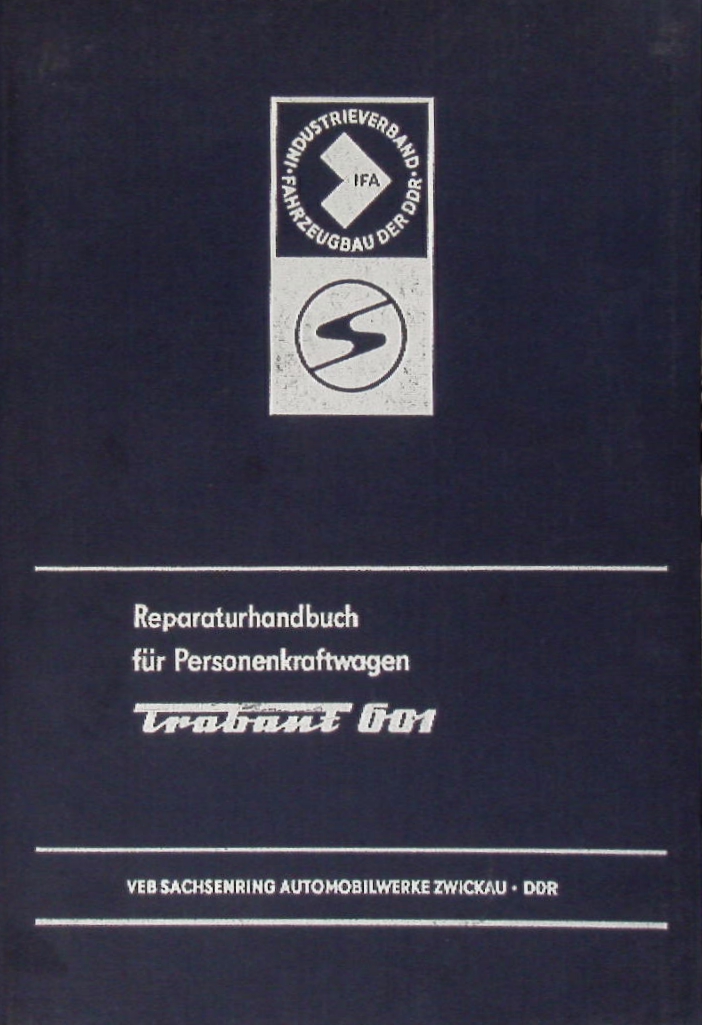 INDUSTRIEVERBAND
FAHRZEUGBAU DER DDR
IFA
Reparaturhandbuch
für Personenkraftwagen
Trabant 601
VEB SACHSENRING AUTOMOBILWERKE ZWICKAU • DDR